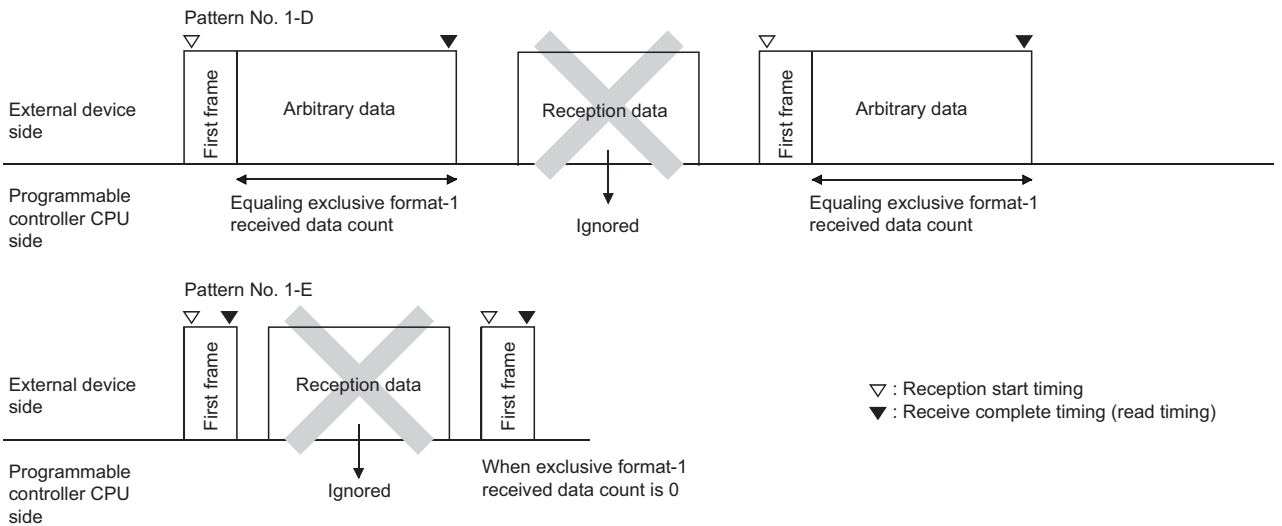 Pattern No. 1-D
External device
side
First frame
Arbitrary data
Reception data
First frame
Arbitrary data
Programmable
controller CPU
side
Equaling exclusive format-1
received data count
Ignored
Equaling exclusive format-1
received data count
Pattern No. 1-E
External device
side
First frame
Reception data
First frame
▽ : Reception start timing
▼ : Receive complete timing (read timing)
Programmable
controller CPU
side
Ignored
When exclusive format-1
received data count is 0